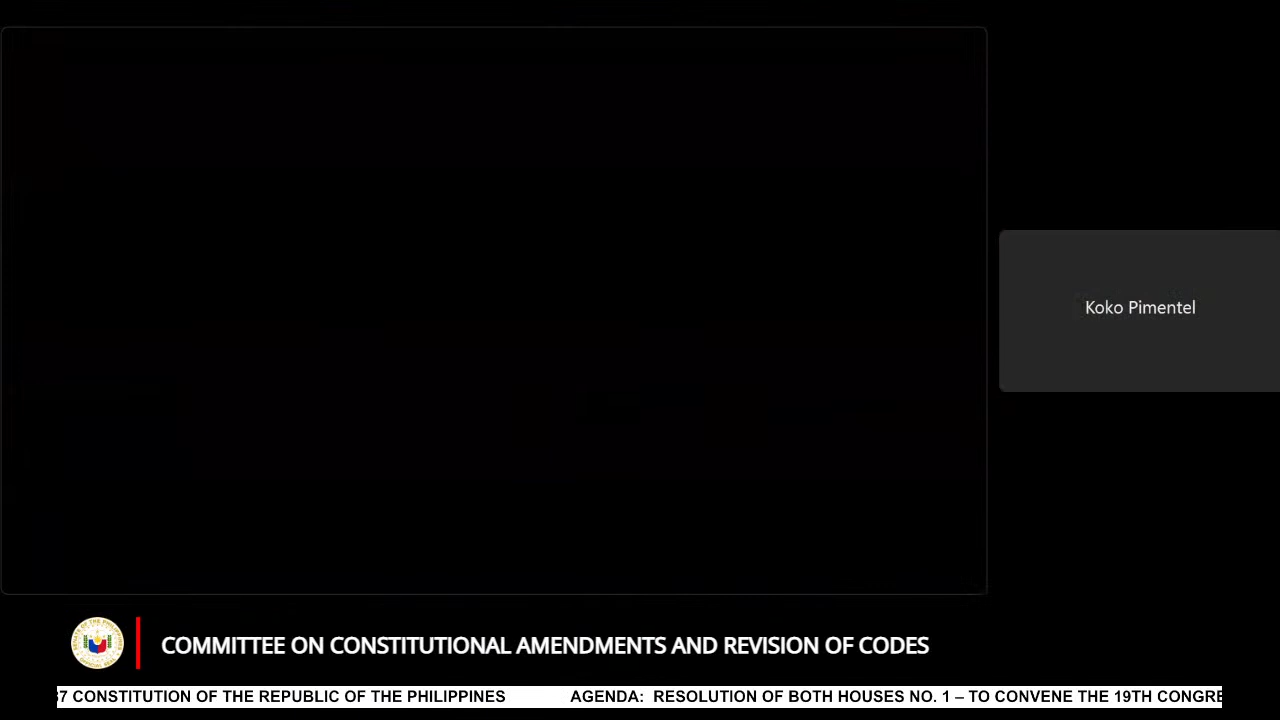 Koko Pimentel
COMMITTEE ON CONSTITUTIONAL AMENDMENTS AND REVISION OF CODES
CONSTITUTION OF THE REPUBLIC OF THE PHILIPPINES AGENDA: RESOLUTION OF BOTH HOUSES NO. 1 – TO CONVENE THE 19TH CONGRE